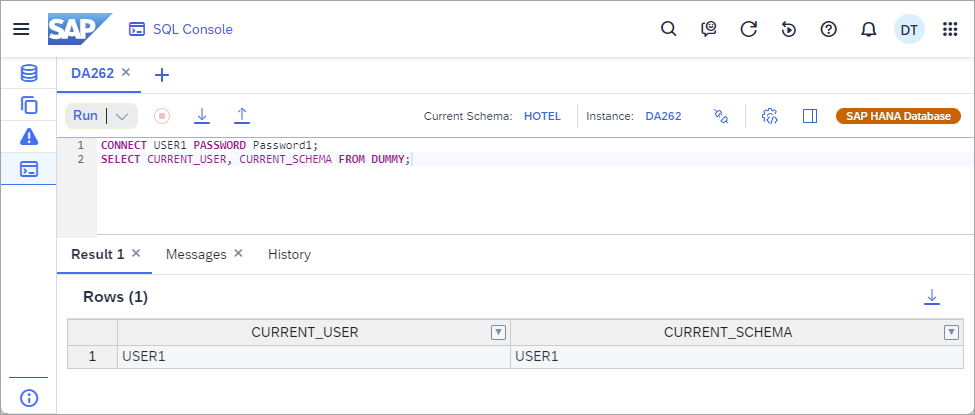 SAP SQL Console DT
DA262
Run Current Schema: HOTEL Instance: DA262 SAP HANA Database
1 CONNECT USER1 PASSWORD Password1;
2 SELECT CURRENT_USER, CURRENT_SCHEMA FROM DUMMY;
Result 1 Messages History
Rows (1)
CURRENT_USER CURRENT_SCHEMA
1 USER1 USER1